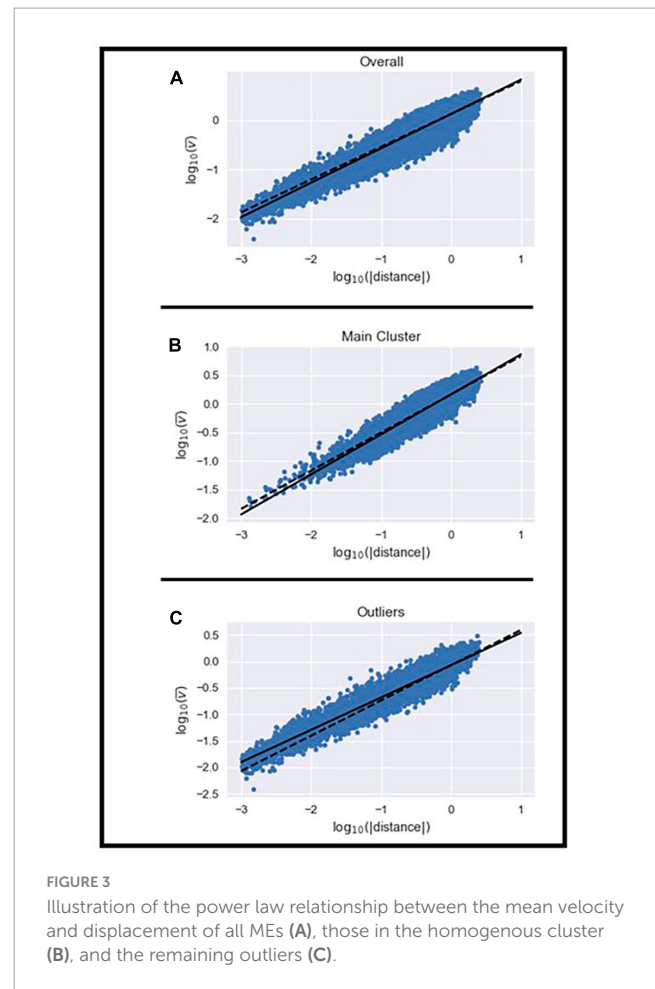 A
Overall
0
−1
−2
log₁₀(v̅)
−3 −2 −1 0 1
log₁₀(|distance|)
B
Main Cluster
1.0
0.5
0.0
−0.5
−1.0
−1.5
−2.0
log₁₀(v̅)
−3 −2 −1 0 1
log₁₀(|distance|)
C
Outliers
0.5
0.0
−0.5
−1.0
−1.5
−2.0
−2.5
log₁₀(v̅)
−3 −2 −1 0 1
log₁₀(|distance|)
FIGURE 3
Illustration of the power law relationship between the mean velocity
and displacement of all MEs (A), those in the homogenous cluster
(B), and the remaining outliers (C).